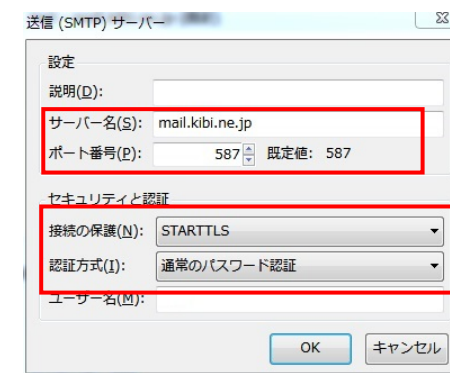 送信 (SMTP) サーバー
設定
説明(D):
サーバー名(S): mail.kibi.ne.jp
ポート番号(P): 587 既定値: 587
セキュリティと認証
接続の保護(N): STARTTLS
認証方式(I): 通常のパスワード認証
ユーザー名(M):
OK キャンセル